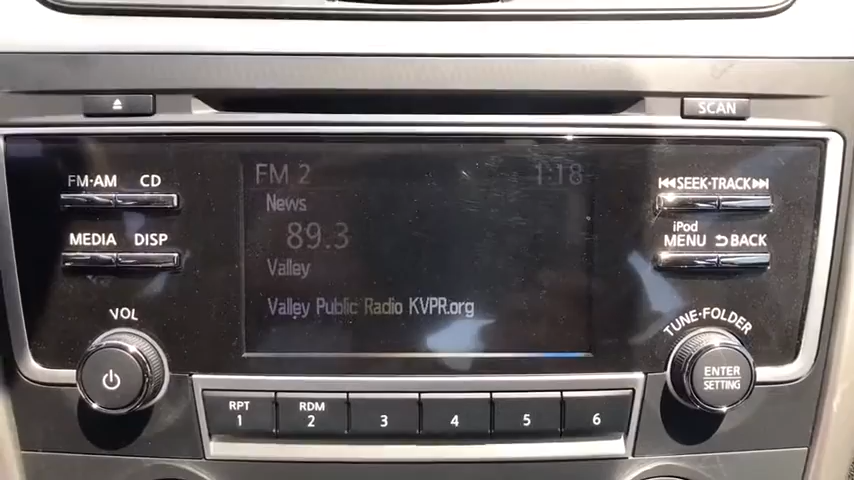 SCAN
FM·AM CD
FM 2 1:18
SEEK·TRACK
News
iPod
MEDIA DISP
89.3
MENU BACK
Valley
VOL
Valley Public Radio KVPR.org
TUNE·FOLDER
ENTER
SETTING
RPT RDM
1 2 3 4 5 6